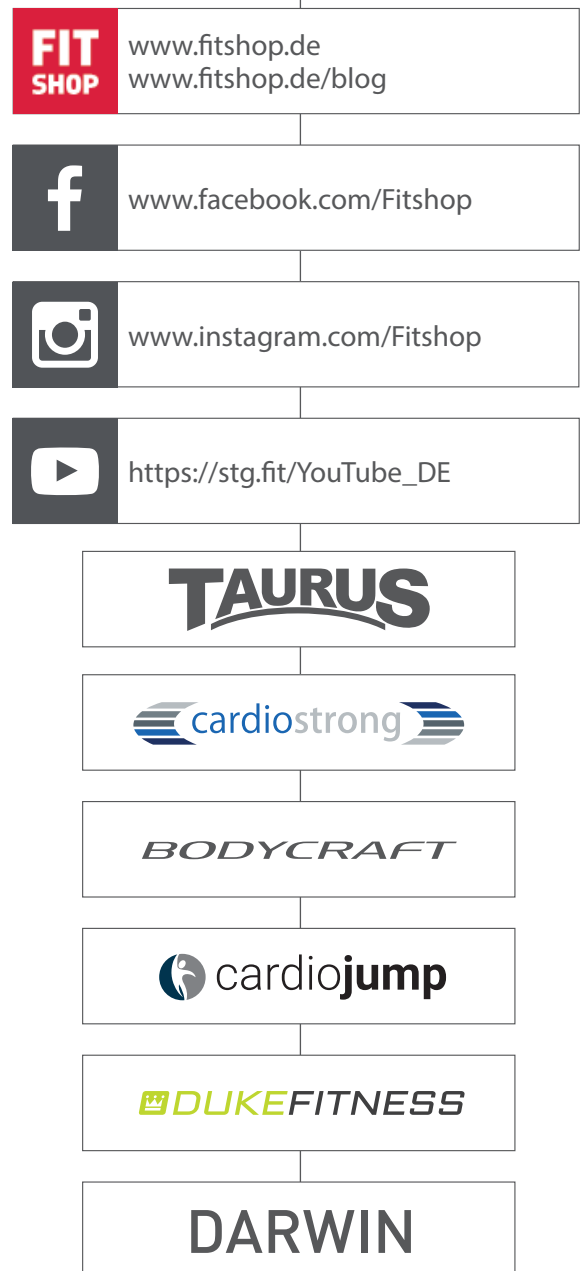 FIT
SHOP
www.fitshop.de
www.fitshop.de/blog
f
www.facebook.com/Fitshop
www.instagram.com/Fitshop
https://stg.fit/YouTube_DE
TAURUS
cardiostrong
BODYCRAFT
cardiojump
DUKEFITNESS
DARWIN